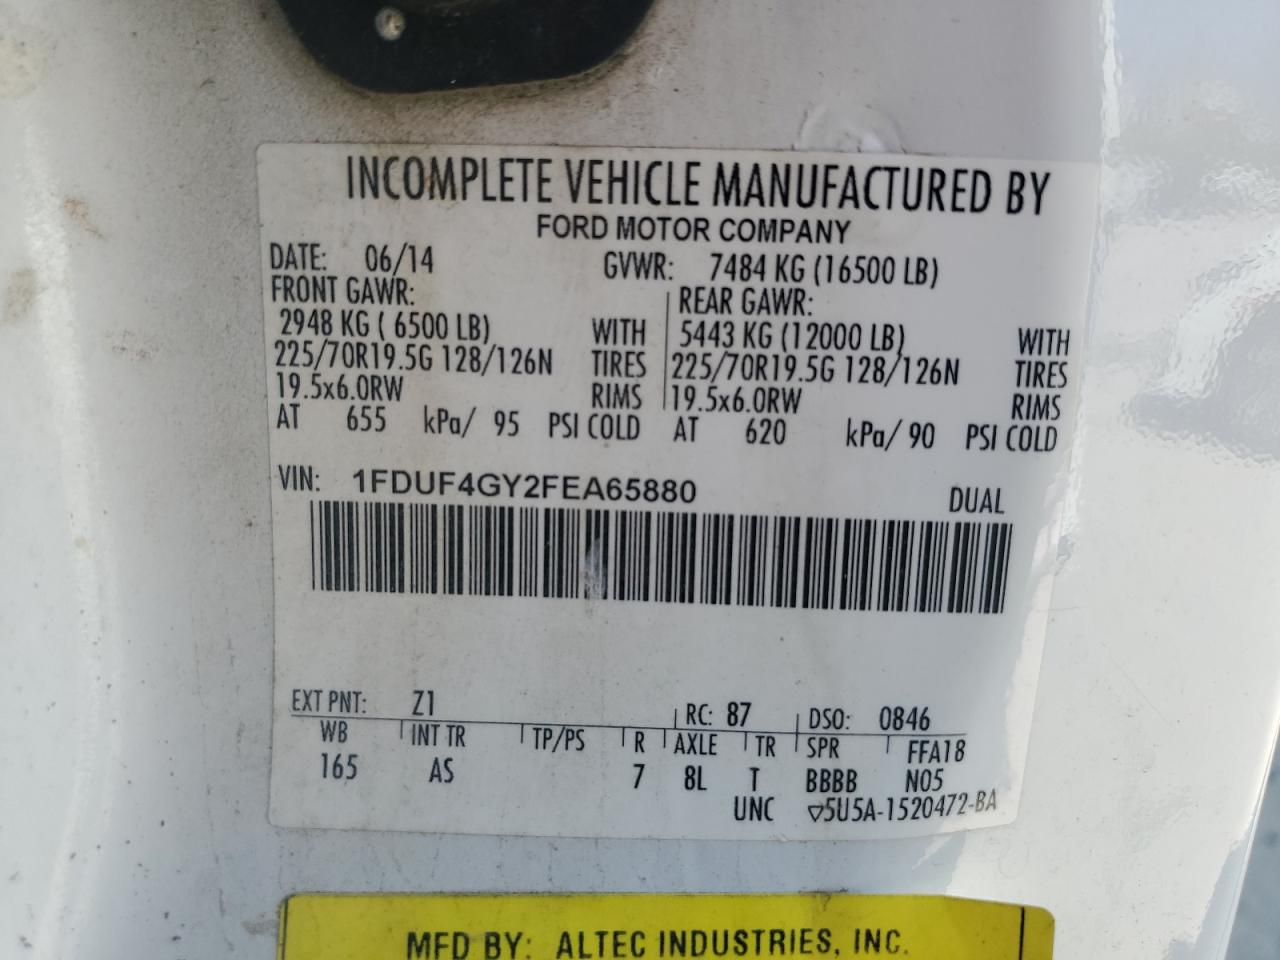 INCOMPLETE VEHICLE MANUFACTURED BY
FORD MOTOR COMPANY
DATE: 06/14 GVWR: 7484 KG (16500 LB)
FRONT GAWR: REAR GAWR:
2948 KG ( 6500 LB) WITH 5443 KG (12000 LB) WITH
225/70R19.5G 128/126N TIRES 225/70R19.5G 128/126N TIRES
19.5x6.0RW RIMS 19.5x6.0RW RIMS
AT 655 kPa/ 95 PSI COLD AT 620 kPa/ 90 PSI COLD
VIN: 1FDUF4GY2FEA65880 DUAL
EXT PNT: Z1 RC: 87 DSO: 0846
WB INT TR TP/PS R AXLE TR SPR FFA18
165 AS 7 8L T BBBB N05
UNC ▽5U5A-1520472-BA
MFD BY: ALTEC INDUSTRIES, INC.